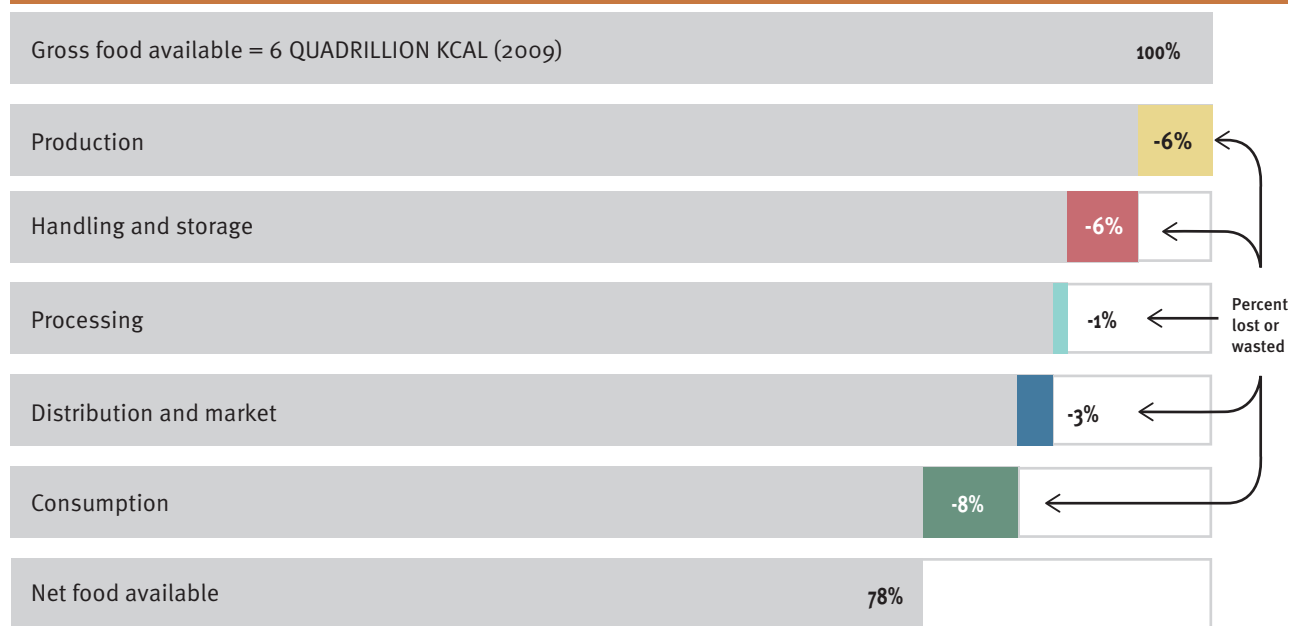 Gross food available = 6 QUADRILLION KCAL (2009)
100%
Production
-6%
Handling and storage
-6%
Processing
-1%
Percent
lost or
wasted
Distribution and market
-3%
Consumption
-8%
Net food available
78%